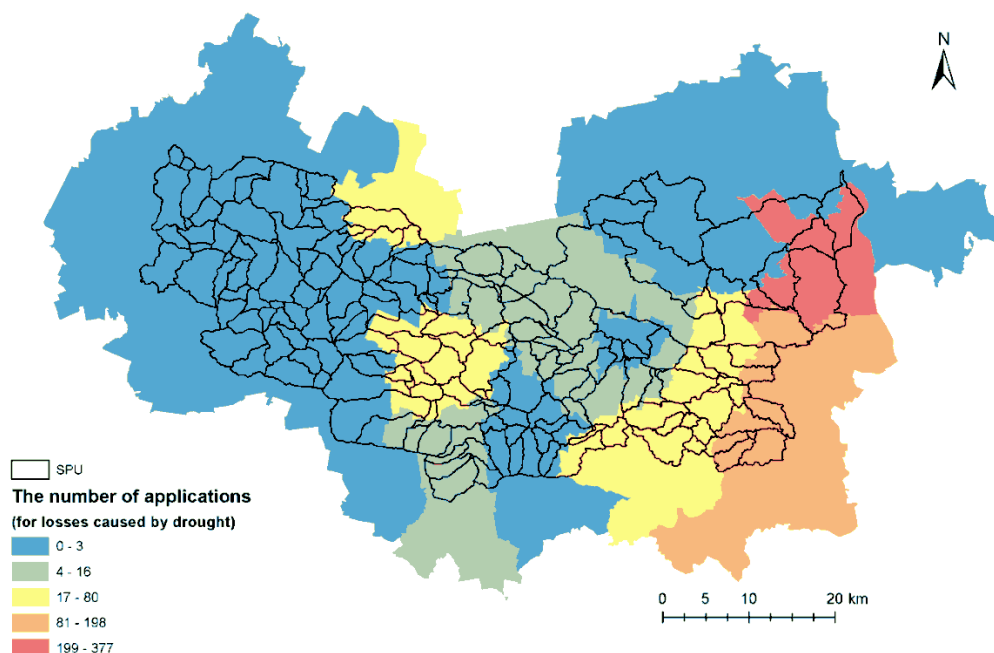 N
SPU
The number of applications
(for losses caused by drought)
0 - 3
4 - 16
17 - 80
81 - 198
199 - 377
0 5 10 20 km